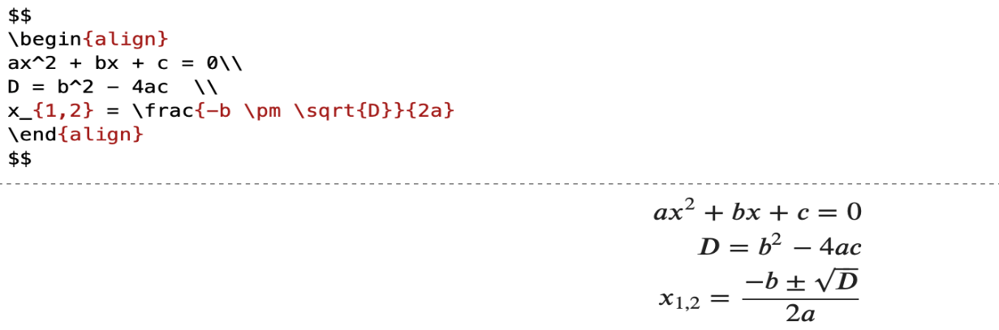 $$
\begin{align}
ax^2 + bx + c = 0\\
D = b^2 − 4ac  \\
x_{1,2} = \frac{−b \pm \sqrt{D}}{2a}
\end{align}
$$
ax² + bx + c = 0
D = b² − 4ac
x₁,₂ = (−b ± √D) / 2a